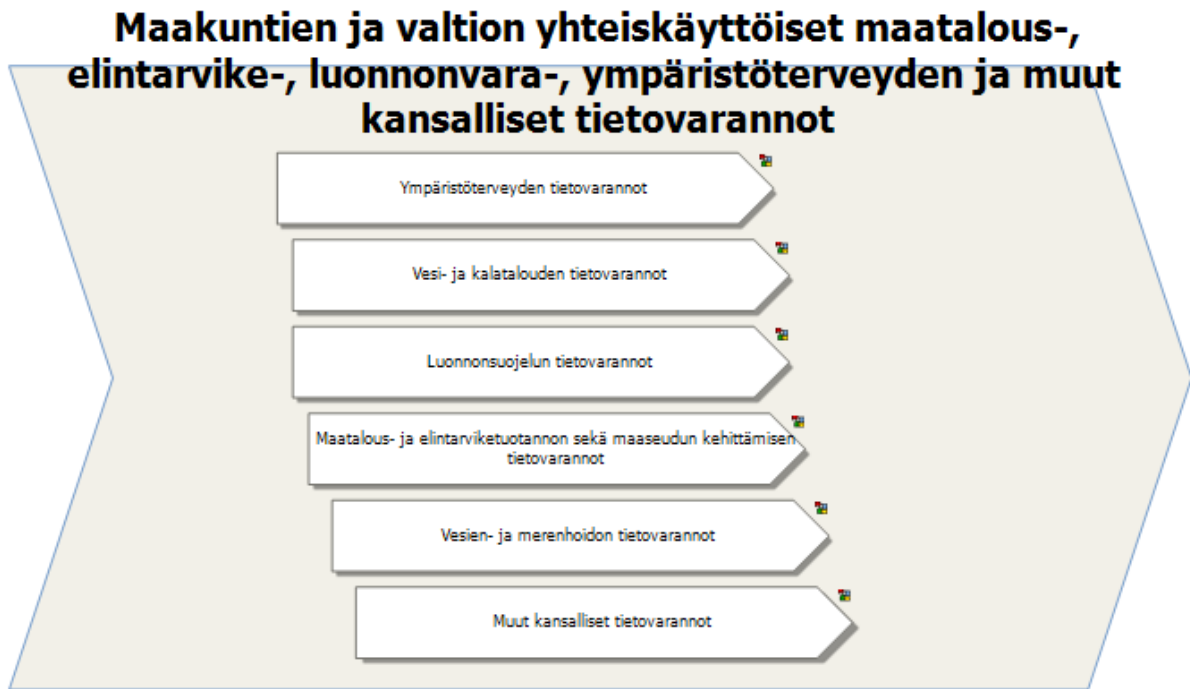 Maakuntien ja valtion yhteiskäyttöiset maatalous-,
elintarvike-, luonnonvara-, ympäristöterveyden ja muut
kansalliset tietovarannot
Ympäristöterveyden tietovarannot
Vesi- ja kalatalouden tietovarannot
Luonnonsuojelun tietovarannot
Maatalous- ja elintarviketuotannon sekä maaseudun kehittämisen
tietovarannot
Vesien- ja merenhoidon tietovarannot
Muut kansalliset tietovarannot